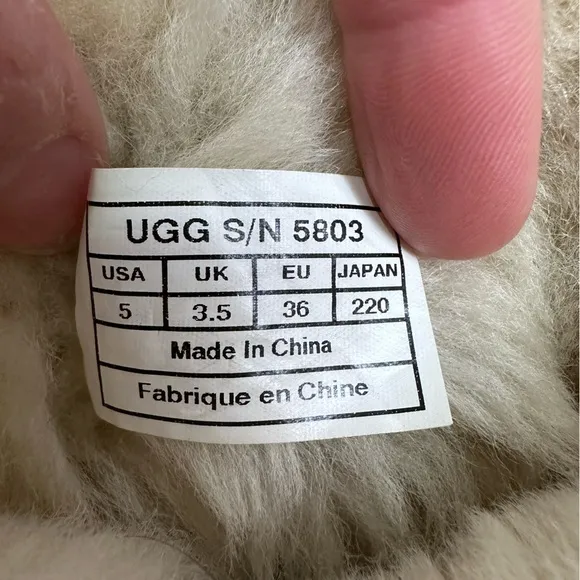 UGG S/N 5803
USA UK EU JAPAN
5 3.5 36 220
Made In China
Fabrique en Chine